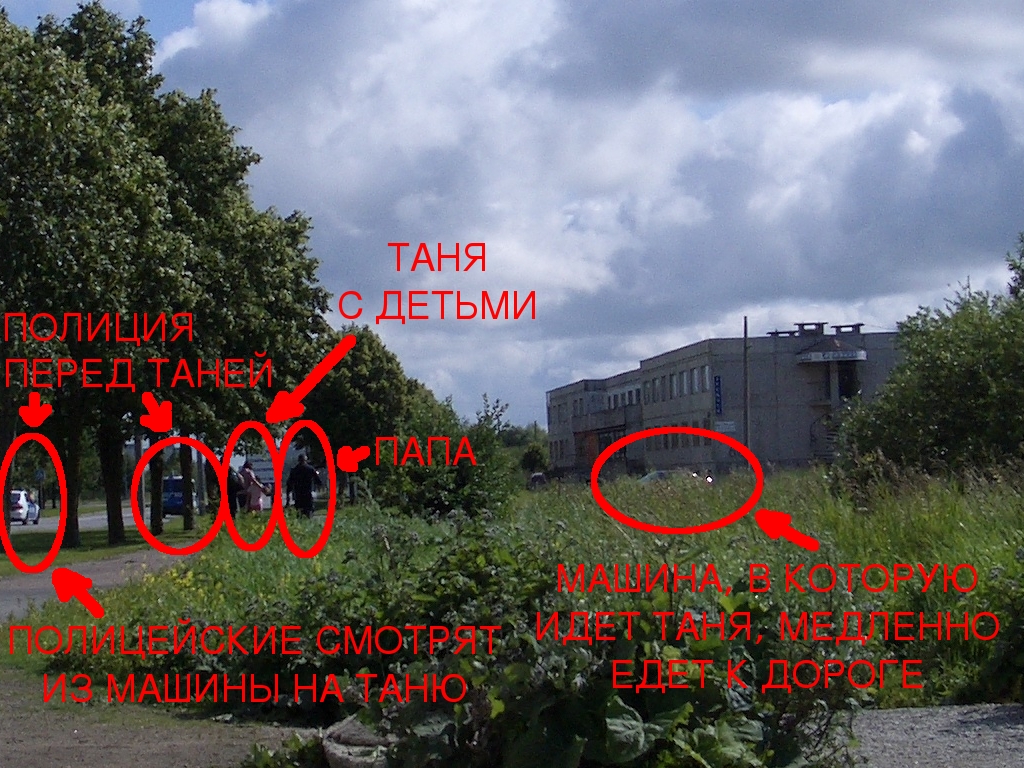 ТАНЯ
С ДЕТЬМИ
ПОЛИЦИЯ
ПЕРЕД ТАНЕЙ
ПАПА
МАШИНА, В КОТОРУЮ
ИДЕТ ТАНЯ, МЕДЛЕННО
ЕДЕТ К ДОРОГЕ
ПОЛИЦЕЙСКИЕ СМОТРЯТ
ИЗ МАШИНЫ НА ТАНЮ